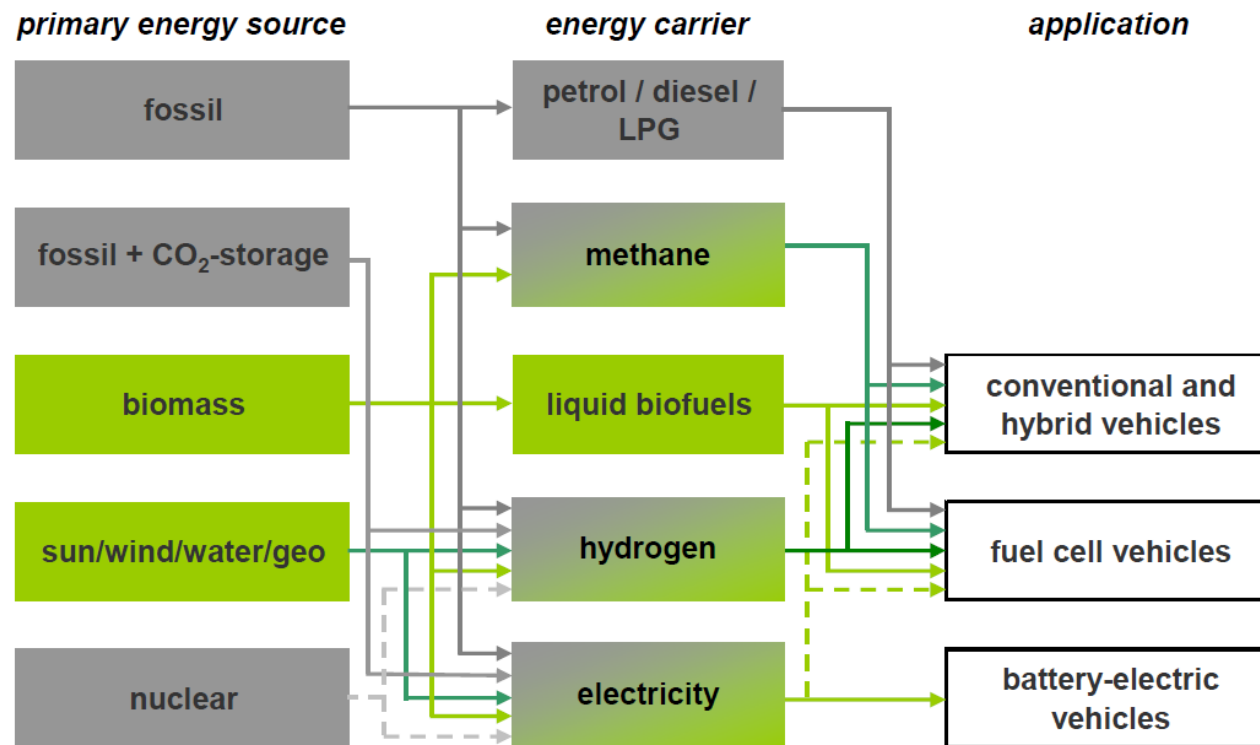 primary energy source
energy carrier
application
fossil
petrol / diesel /
LPG
fossil + CO₂-storage
methane
biomass
liquid biofuels
conventional and
hybrid vehicles
sun/wind/water/geo
hydrogen
fuel cell vehicles
nuclear
electricity
battery-electric
vehicles